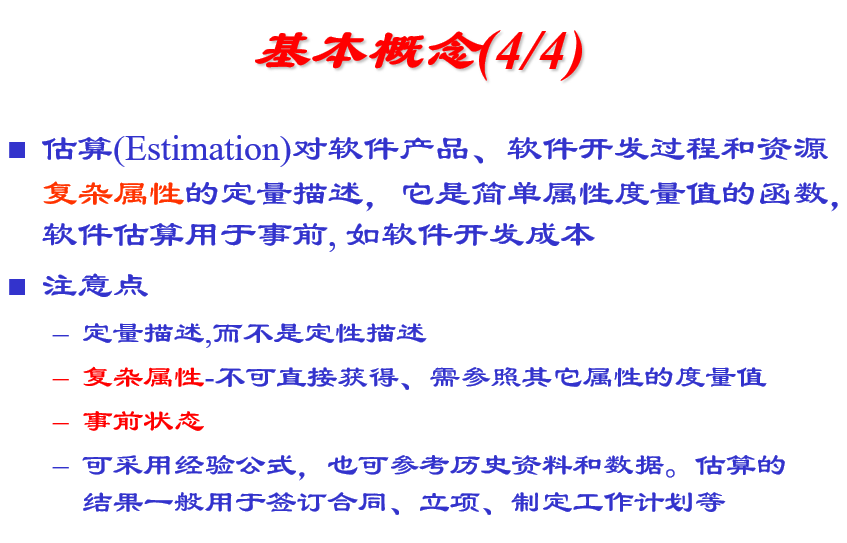 基本概念(4/4)
■ 估算(Estimation)对软件产品、软件开发过程和资源
复杂属性的定量描述，它是简单属性度量值的函数，
软件估算用于事前, 如软件开发成本
■ 注意点
– 定量描述,而不是定性描述
– 复杂属性-不可直接获得、需参照其它属性的度量值
– 事前状态
– 可采用经验公式，也可参考历史资料和数据。估算的
结果一般用于签订合同、立项、制定工作计划等